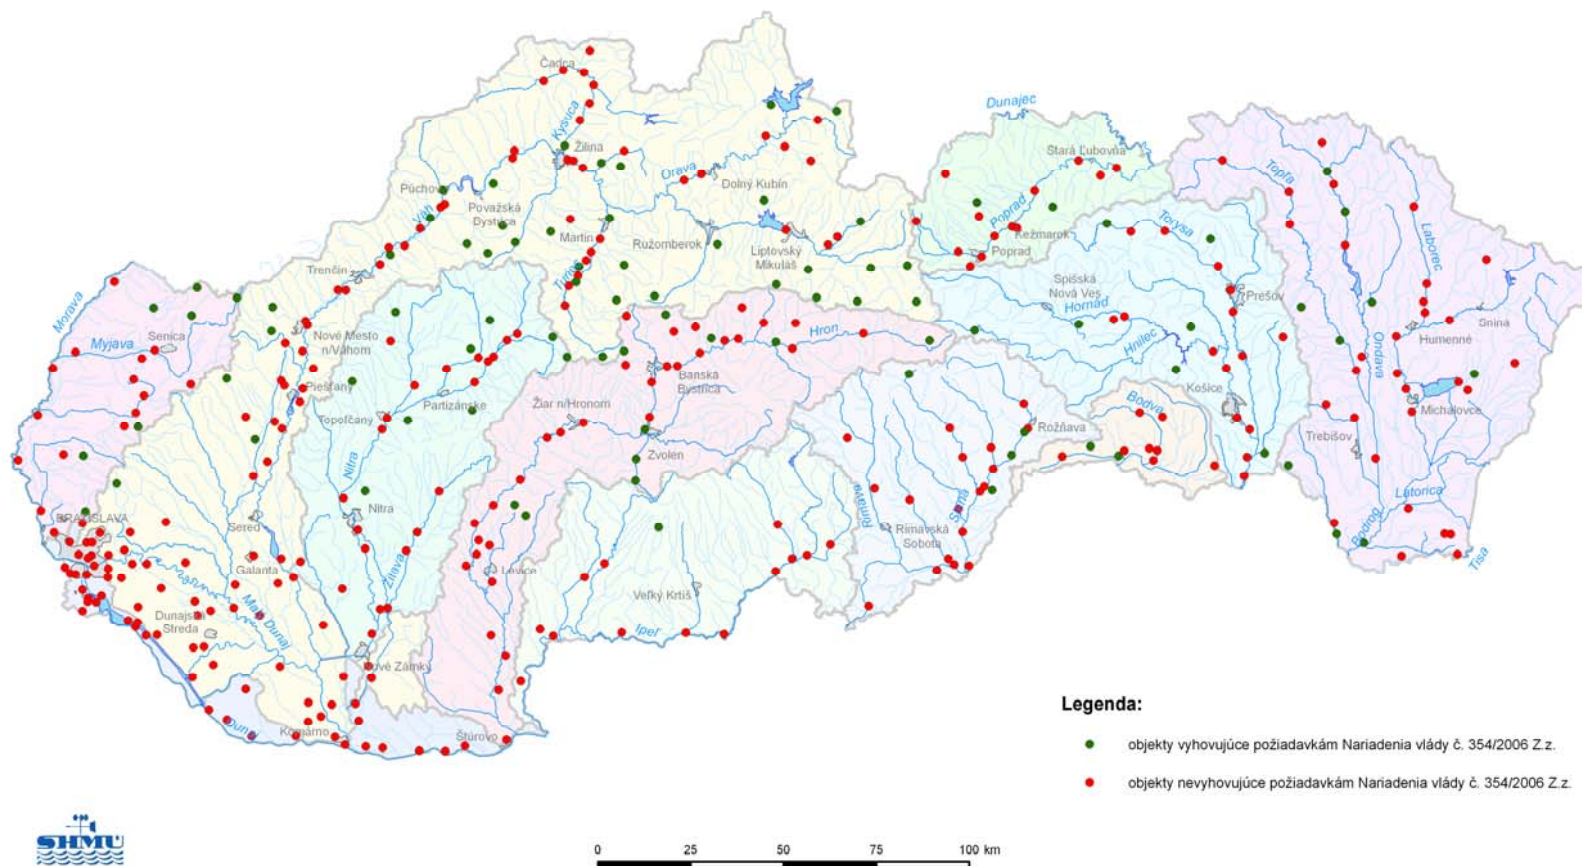 Dunajec
Čadca
Kysuca
Stará Ľubovňa
Žilina
Topľa
Orava
Púchov
Dolný Kubín
Poprad
Považská
Bystrica
Váh
Torysa
Laborec
Martin
Ružomberok
Kežmarok
Liptovský
Mikuláš
Poprad
Trenčín
Turiec
Spišská
Nová Ves
Prešov
Morava
Hornád
Snina
Senica
Nové Mesto
n/Váhom
Hron
Hnilec
Ondava
Humenné
Myjava
Banská
Bystrica
Piešťany
Partizánske
Košice
Žiar n/Hronom
Bodva
Michalovce
Topoľčany
Rožňava
Trebišov
Zvolen
Nitra
Latorica
Slaná
Rimava
BRATISLAVA
Sereď
Nitra
Rimavská
Sobota
Bodrog
Tisa
Galanta
Žitava
Levice
Veľký Krtíš
Malý Dunaj
Dunajská
Streda
Ipeľ
Nové Zámky
Dunaj
Komárno
Štúrovo
Legenda:
objekty vyhovujúce požiadavkám Nariadenia vlády č. 354/2006 Z.z.
objekty nevyhovujúce požiadavkám Nariadenia vlády č. 354/2006 Z.z.
SHMÚ
0 25 50 75 100 km